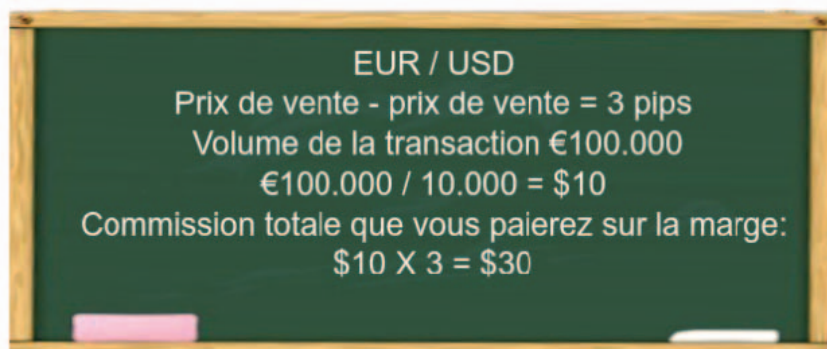 EUR / USD
Prix de vente - prix de vente = 3 pips
Volume de la transaction €100.000
€100.000 / 10.000 = $10
Commission totale que vous paierez sur la marge:
$10 X 3 = $30